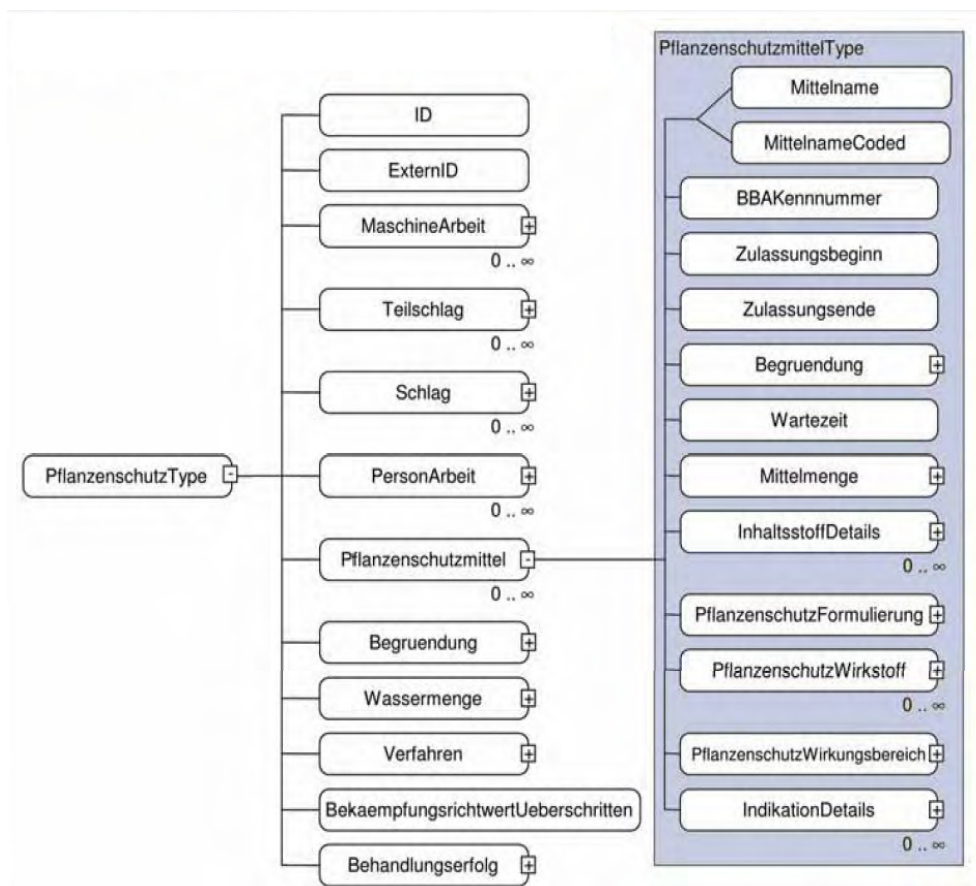 PflanzenschutzType
-
ID
ExternID
MaschineArbeit
+
0 .. ∞
Teilschlag
+
0 .. ∞
Schlag
+
0 .. ∞
PersonArbeit
+
0 .. ∞
Pflanzenschutzmittel
-
0 .. ∞
Begruendung
+
Wassermenge
+
Verfahren
+
BekaempfungsrichtwertUeberschritten
Behandlungserfolg
+
PflanzenschutzmittelType
Mittelname
MittelnameCoded
BBAKennnummer
Zulassungsbeginn
Zulassungsende
Begruendung
+
Wartezeit
Mittelmenge
+
InhaltsstoffDetails
+
0 .. ∞
PflanzenschutzFormulierung
+
PflanzenschutzWirkstoff
+
0 .. ∞
PflanzenschutzWirkungsbereich
+
IndikationDetails
+
0 .. ∞